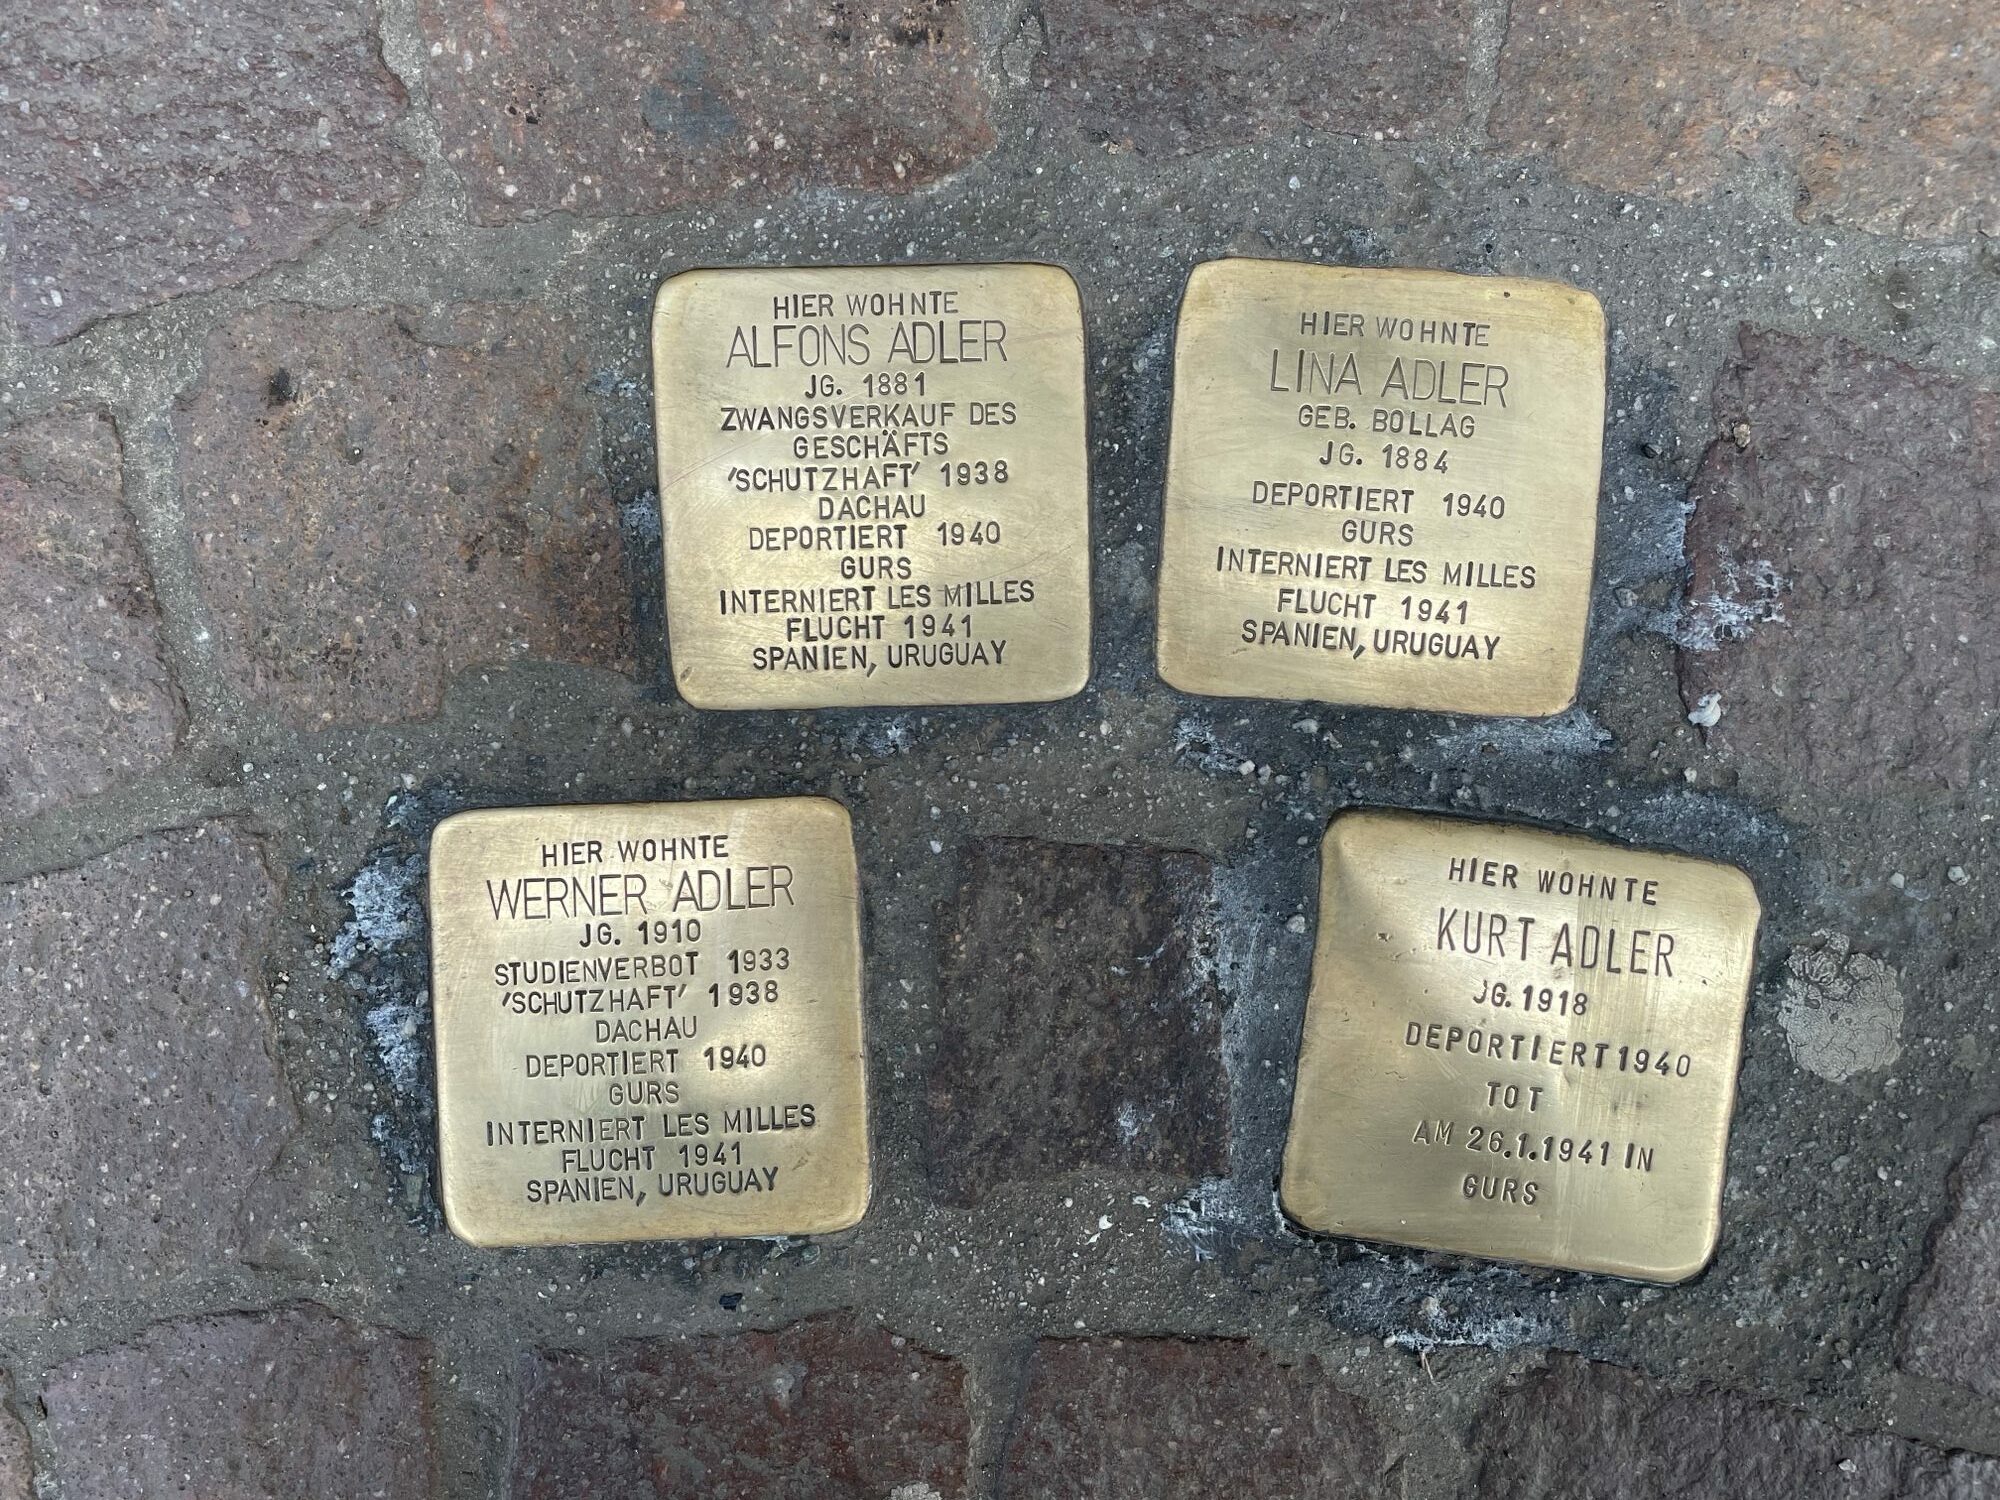 HIER WOHNTE
ALFONS ADLER
JG. 1881
ZWANGSVERKAUF DES
GESCHÄFTS
'SCHUTZHAFT' 1938
DACHAU
DEPORTIERT 1940
GURS
INTERNIERT LES MILLES
FLUCHT 1941
SPANIEN, URUGUAY
HIER WOHNTE
LINA ADLER
GEB. BOLLAG
JG. 1884
DEPORTIERT 1940
GURS
INTERNIERT LES MILLES
FLUCHT 1941
SPANIEN, URUGUAY
HIER WOHNTE
WERNER ADLER
JG. 1910
STUDIENVERBOT 1933
'SCHUTZHAFT' 1938
DACHAU
DEPORTIERT 1940
GURS
INTERNIERT LES MILLES
FLUCHT 1941
SPANIEN, URUGUAY
HIER WOHNTE
KURT ADLER
JG. 1918
DEPORTIERT 1940
TOT
AM 26.1.1941 IN
GURS